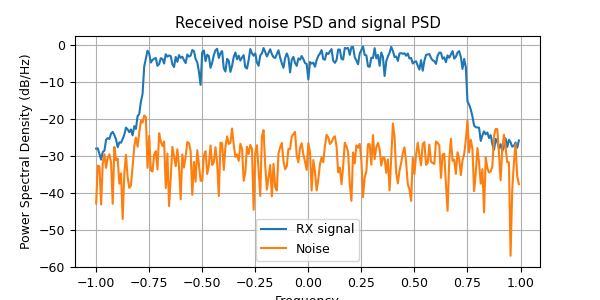 Received noise PSD and signal PSD
Power Spectral Density (dB/Hz)
0
−10
−20
−30
−40
−50
−60
RX signal
Noise
−1.00 −0.75 −0.50 −0.25 0.00 0.25 0.50 0.75 1.00
Frequency